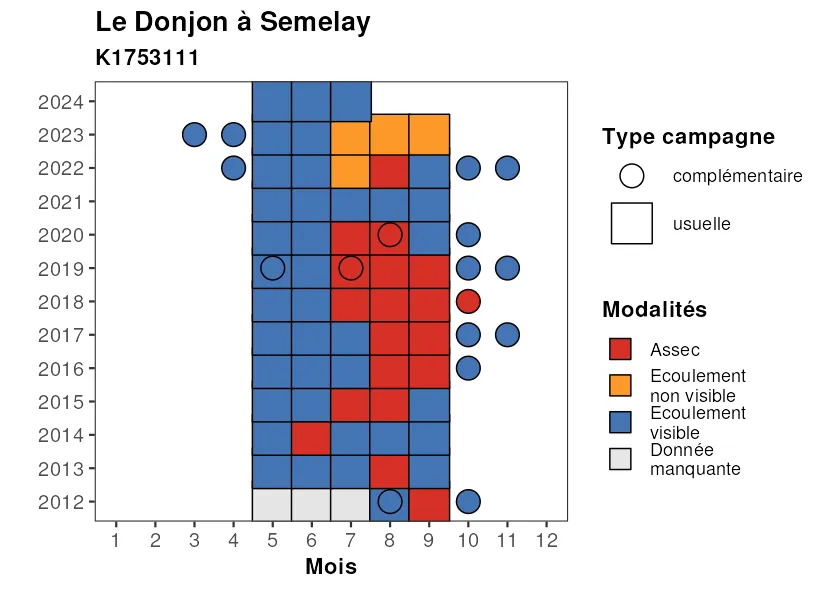 Le Donjon à Semelay
K1753111
2024
2023
2022
2021
2020
2019
2018
2017
2016
2015
2014
2013
2012
1 2 3 4 5 6 7 8 9 10 11 12
Mois
Type campagne
complémentaire
usuelle
Modalités
Assec
Ecoulement
non visible
Ecoulement
visible
Donnée
manquante